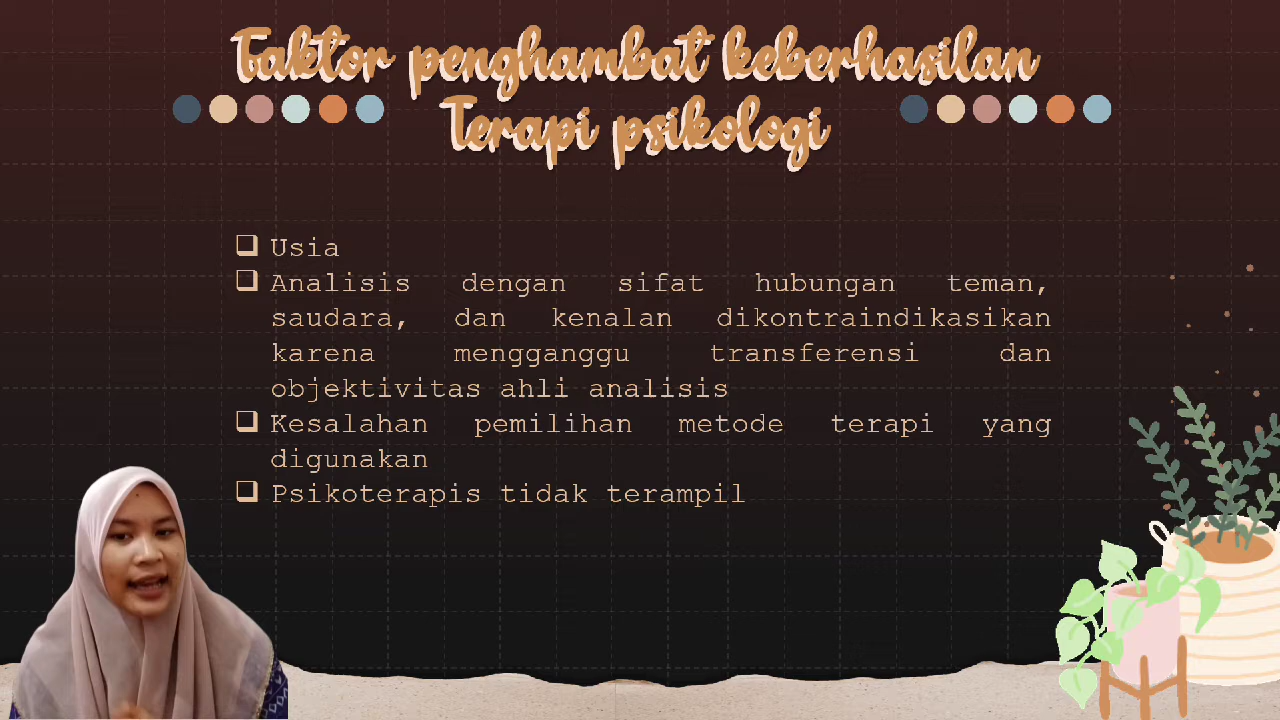 Faktor penghambat keberhasilan
Terapi psikologi
Usia
Analisis dengan sifat hubungan teman,
saudara, dan kenalan dikontraindikasikan
karena mengganggu transferensi dan
objektivitas ahli analisis
Kesalahan pemilihan metode terapi yang
digunakan
Psikoterapis tidak terampil